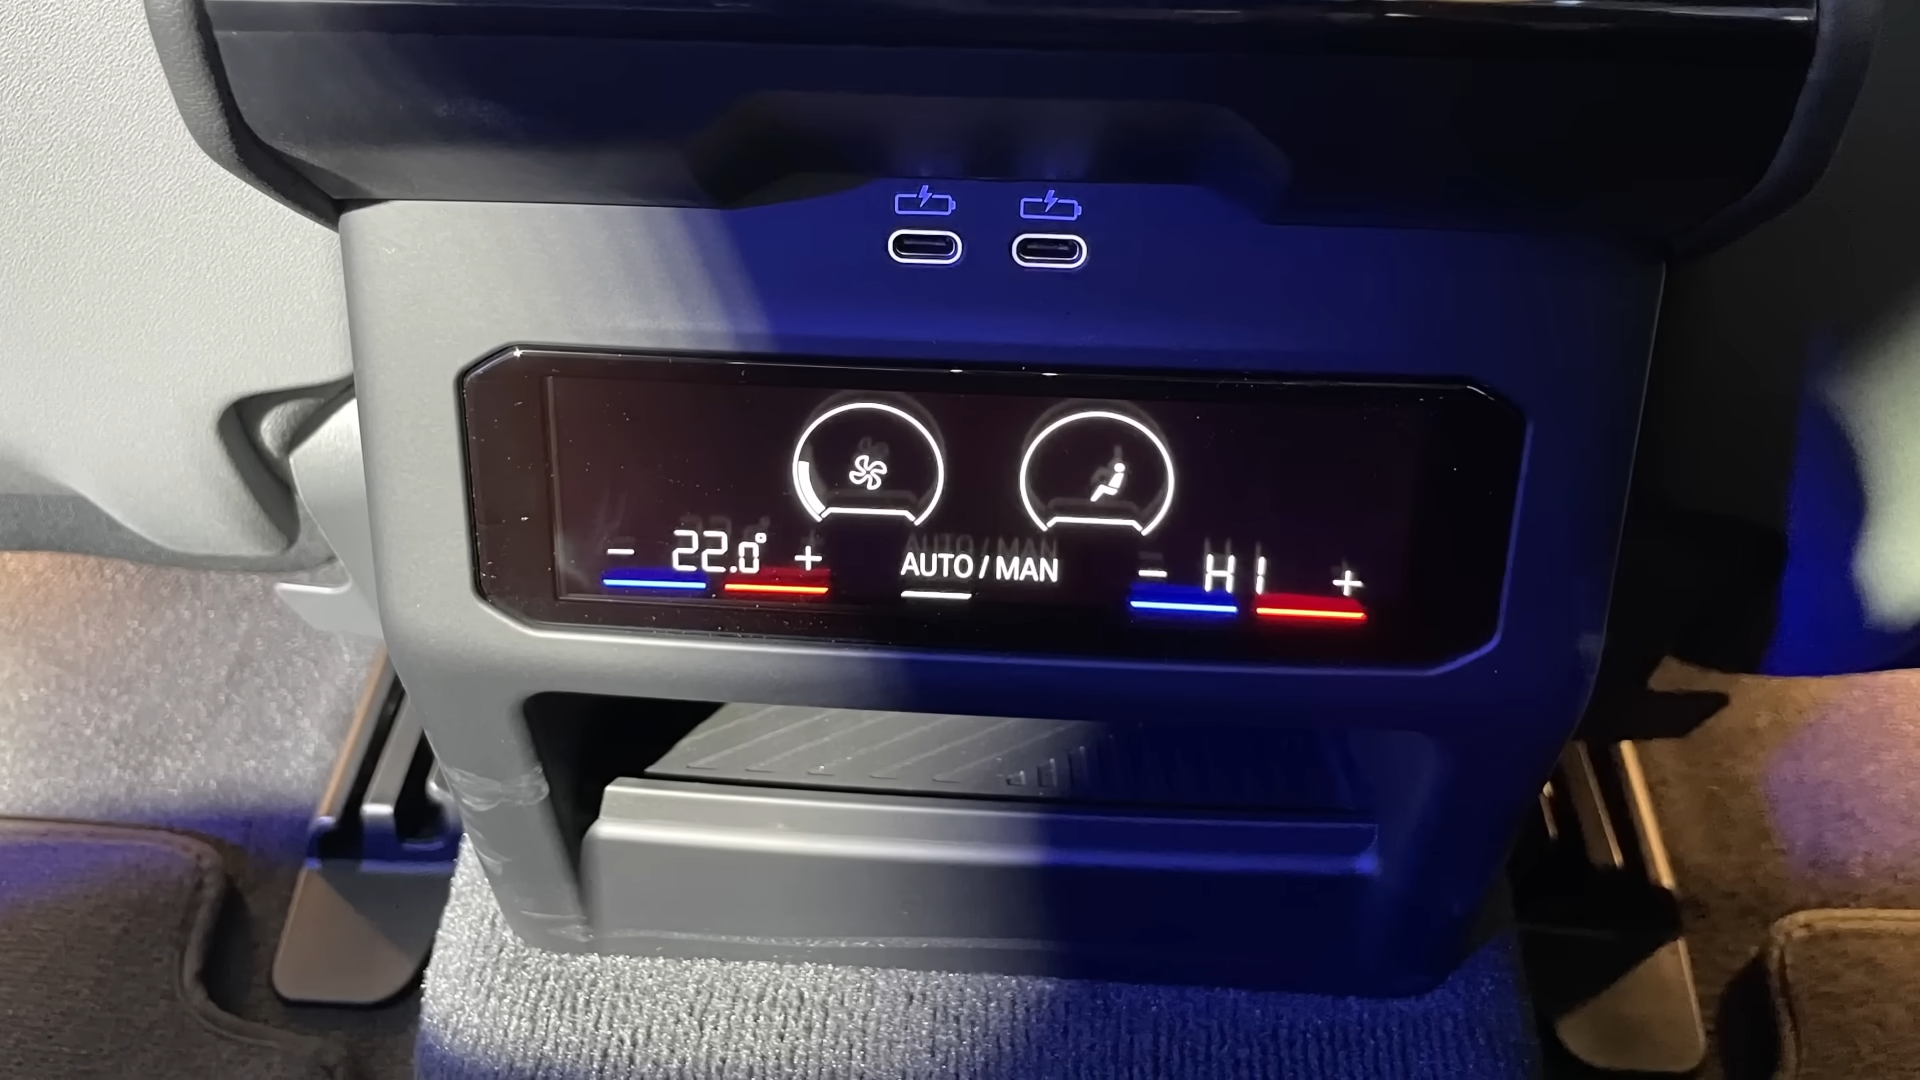 - 22.0° +
AUTO / MAN
- HI +